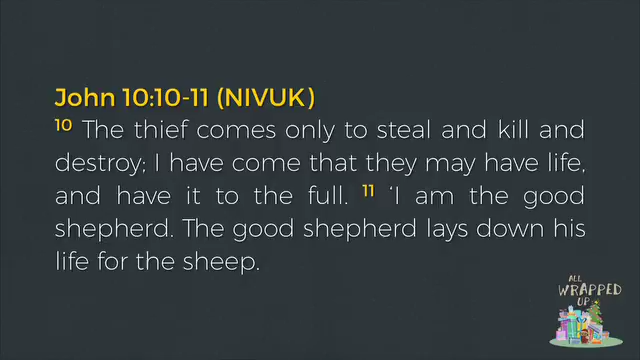 John 10:10-11 (NIVUK)
10 The thief comes only to steal and kill and
destroy; I have come that they may have life,
and have it to the full. 11 ‘I am the good
shepherd. The good shepherd lays down his
life for the sheep.
ALL
WRAPPED
UP